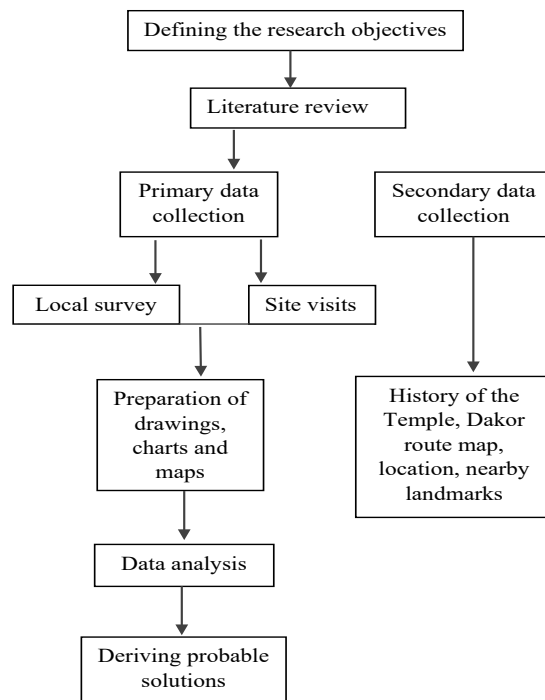 Defining the research objectives
Literature review
Primary data
collection
Secondary data
collection
Local survey
Site visits
Preparation of
drawings,
charts and
maps
History of the
Temple, Dakor
route map,
location, nearby
landmarks
Data analysis
Deriving probable
solutions